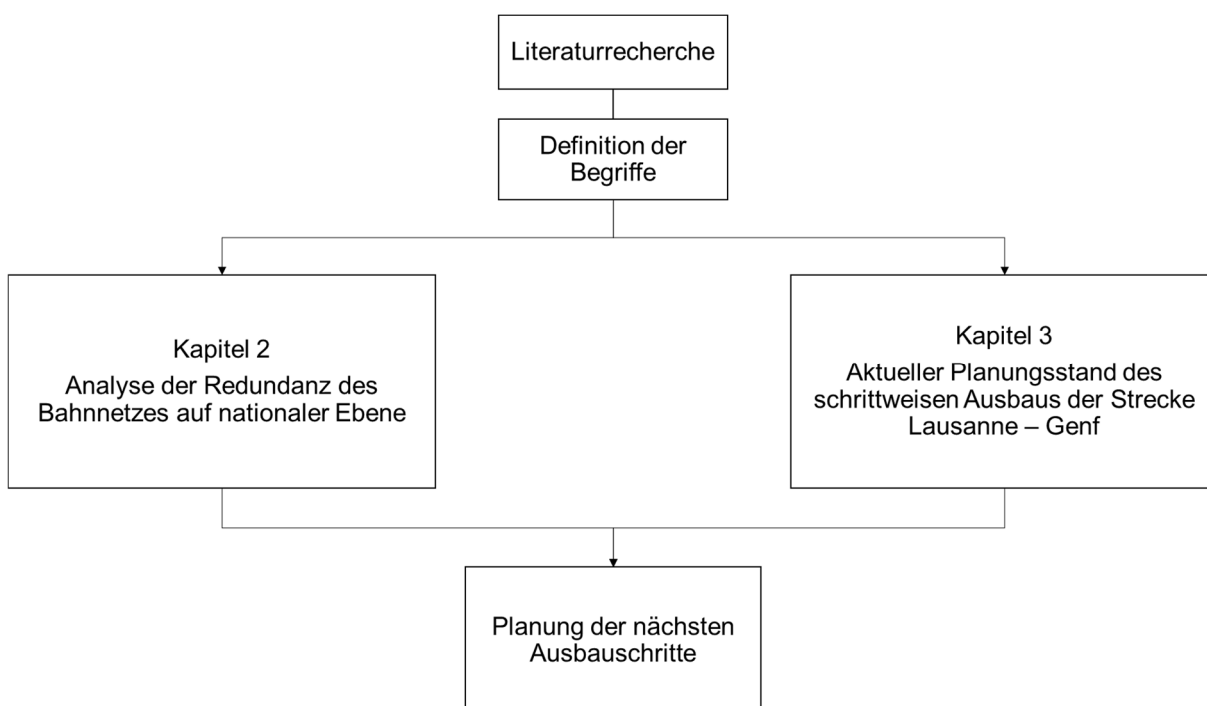 Literaturrecherche
Definition der
Begriffe
Kapitel 2
Analyse der Redundanz des
Bahnnetzes auf nationaler Ebene
Kapitel 3
Aktueller Planungsstand des
schrittweisen Ausbaus der Strecke
Lausanne – Genf
Planung der nächsten
Ausbauschritte